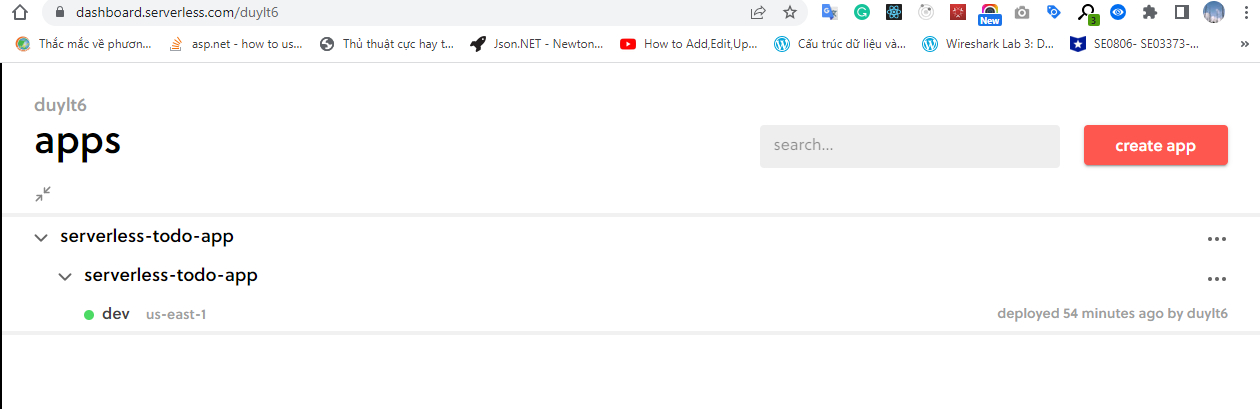 dashboard.serverless.com/duylt6
New
3
Thắc mắc về phươn...
asp.net - how to us...
Thủ thuật cực hay t...
Json.NET - Newton...
How to Add,Edit,Up...
Cấu trúc dữ liệu và...
Wireshark Lab 3: D...
SE0806- SE03373-...
»
duylt6
apps
search...
create app
serverless-todo-app
serverless-todo-app
dev us-east-1 deployed 54 minutes ago by duylt6